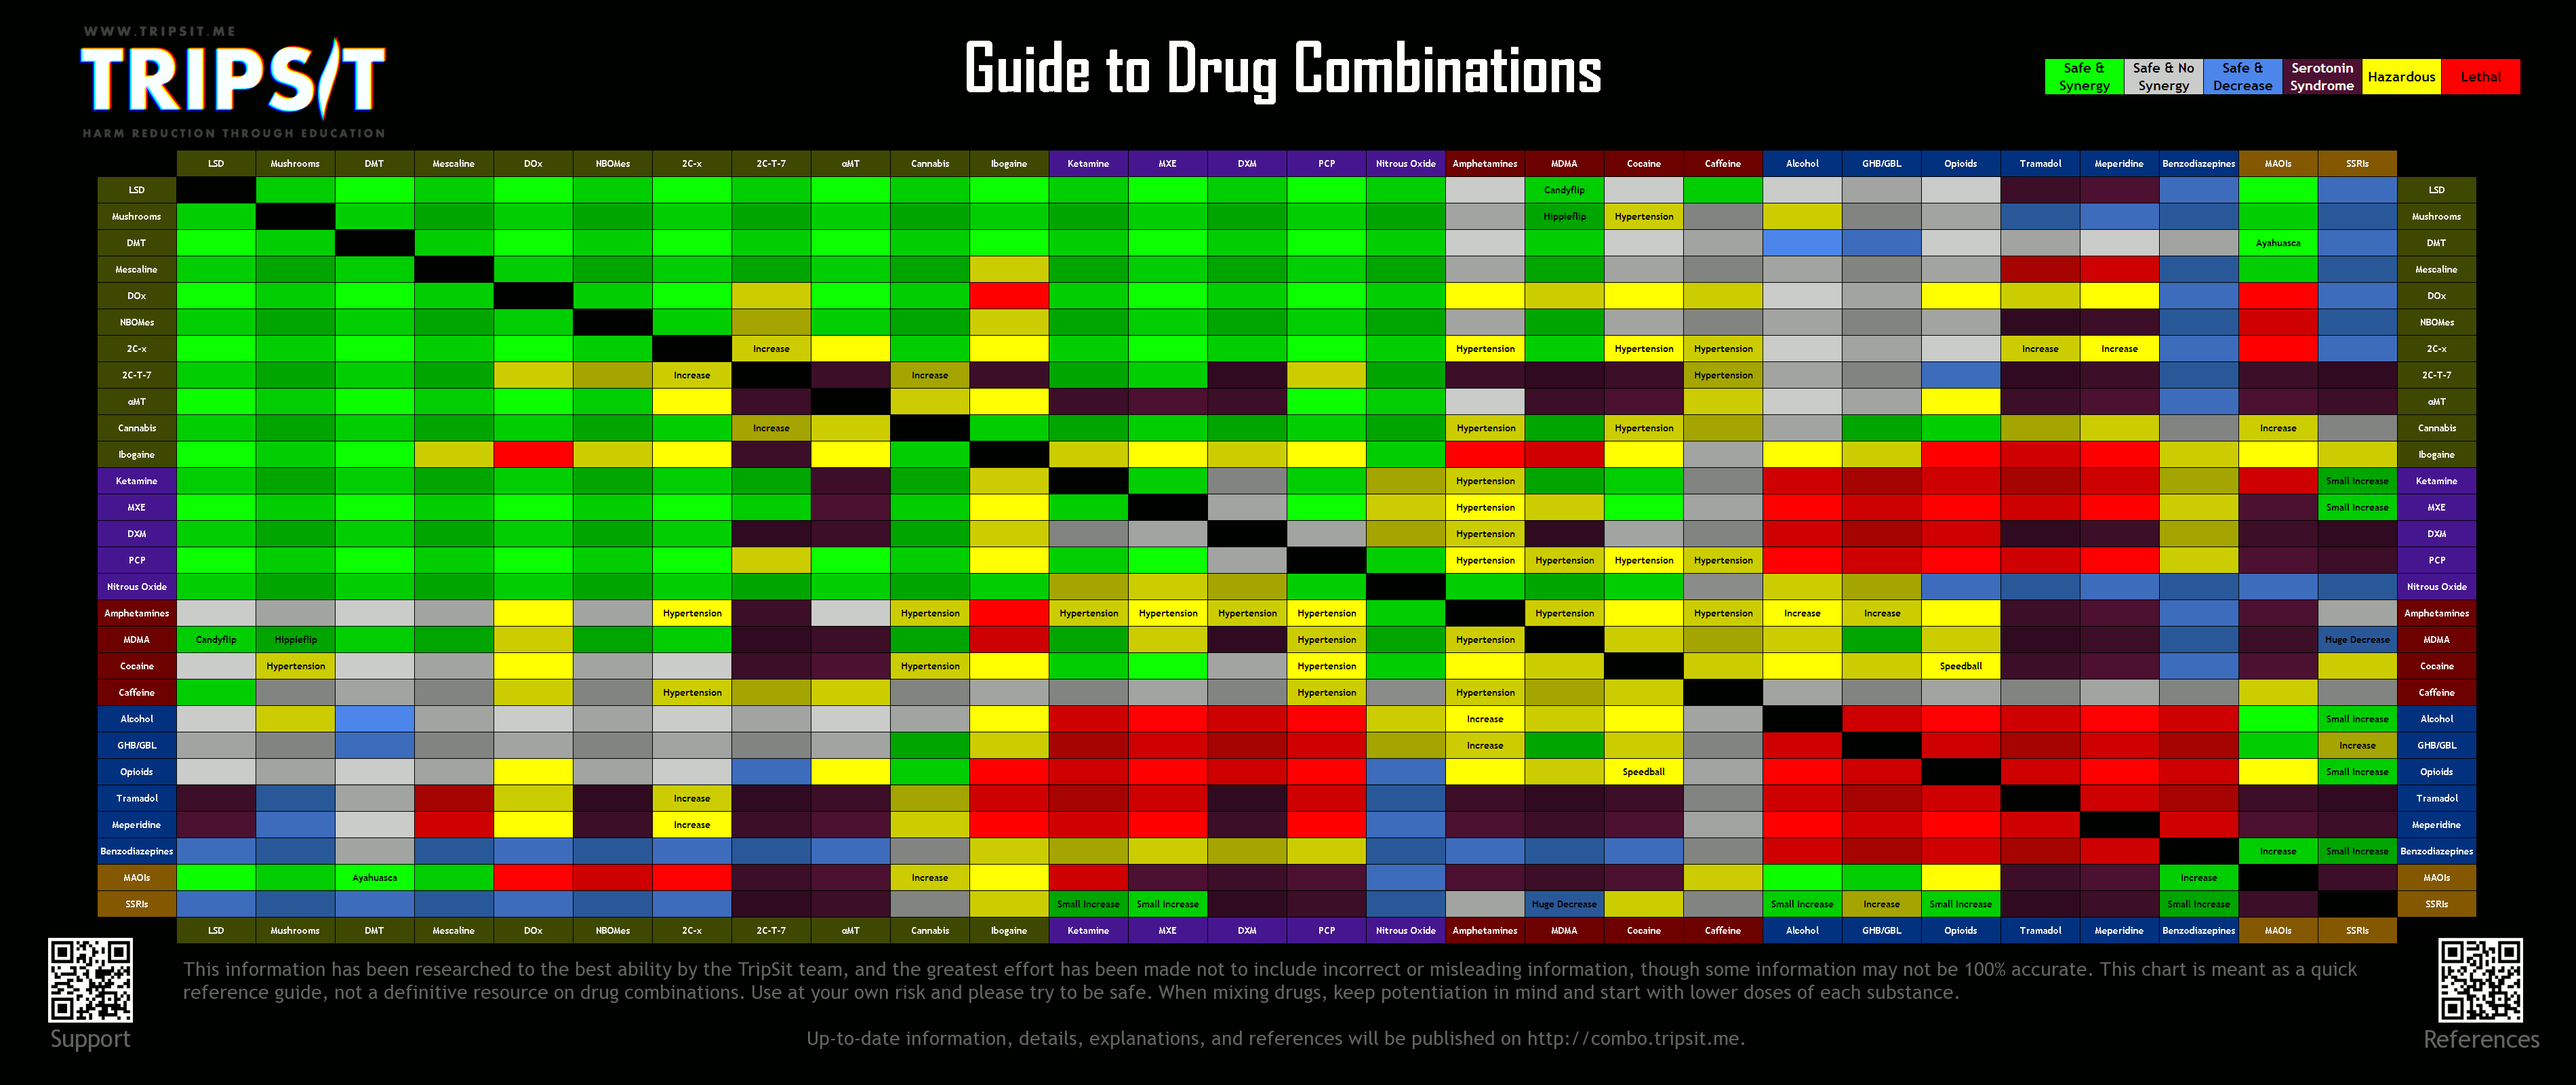 WWW.TRIPSIT.ME
TRIPSIT
HARM REDUCTION THROUGH EDUCATION
Guide to Drug Combinations
Safe & Synergy Safe & No Synergy Safe & Decrease Serotonin Syndrome Hazardous Lethal
LSD Mushrooms DMT Mescaline DOx NBOMes 2C-x 2C-T-7 αMT Cannabis Ibogaine Ketamine MXE DXM PCP Nitrous Oxide Amphetamines MDMA Cocaine Caffeine Alcohol GHB/GBL Opioids Tramadol Meperidine Benzodiazepines MAOIs SSRIs
LSD Candyflip LSD
Mushrooms Hippieflip Hypertension Mushrooms
DMT Ayahuasca DMT
Mescaline Mescaline
DOx DOx
NBOMes NBOMes
2C-x Increase Hypertension Hypertension Hypertension Increase Increase 2C-x
2C-T-7 Increase Increase Hypertension 2C-T-7
αMT αMT
Cannabis Increase Hypertension Hypertension Increase Cannabis
Ibogaine Ibogaine
Ketamine Hypertension Small Increase Ketamine
MXE Hypertension Small Increase MXE
DXM Hypertension DXM
PCP Hypertension Hypertension Hypertension Hypertension PCP
Nitrous Oxide Nitrous Oxide
Amphetamines Hypertension Hypertension Hypertension Hypertension Hypertension Hypertension Hypertension Hypertension Increase Increase Amphetamines
MDMA Candyflip Hippieflip Hypertension Hypertension Huge Decrease MDMA
Cocaine Hypertension Hypertension Hypertension Speedball Cocaine
Caffeine Hypertension Hypertension Hypertension Caffeine
Alcohol Increase Small Increase Alcohol
GHB/GBL Increase Increase GHB/GBL
Opioids Speedball Small Increase Opioids
Tramadol Increase Tramadol
Meperidine Increase Meperidine
Benzodiazepines Increase Small Increase Benzodiazepines
MAOIs Ayahuasca Increase Increase MAOIs
SSRIs Small Increase Small Increase Huge Decrease Small Increase Increase Small Increase Small Increase SSRIs
LSD Mushrooms DMT Mescaline DOx NBOMes 2C-x 2C-T-7 αMT Cannabis Ibogaine Ketamine MXE DXM PCP Nitrous Oxide Amphetamines MDMA Cocaine Caffeine Alcohol GHB/GBL Opioids Tramadol Meperidine Benzodiazepines MAOIs SSRIs
This information has been researched to the best ability by the TripSit team, and the greatest effort has been made not to include incorrect or misleading information, though some information may not be 100% accurate. This chart is meant as a quick
reference guide, not a definitive resource on drug combinations. Use at your own risk and please try to be safe. When mixing drugs, keep potentiation in mind and start with lower doses of each substance.
Support
Up-to-date information, details, explanations, and references will be published on http://combo.tripsit.me.
References